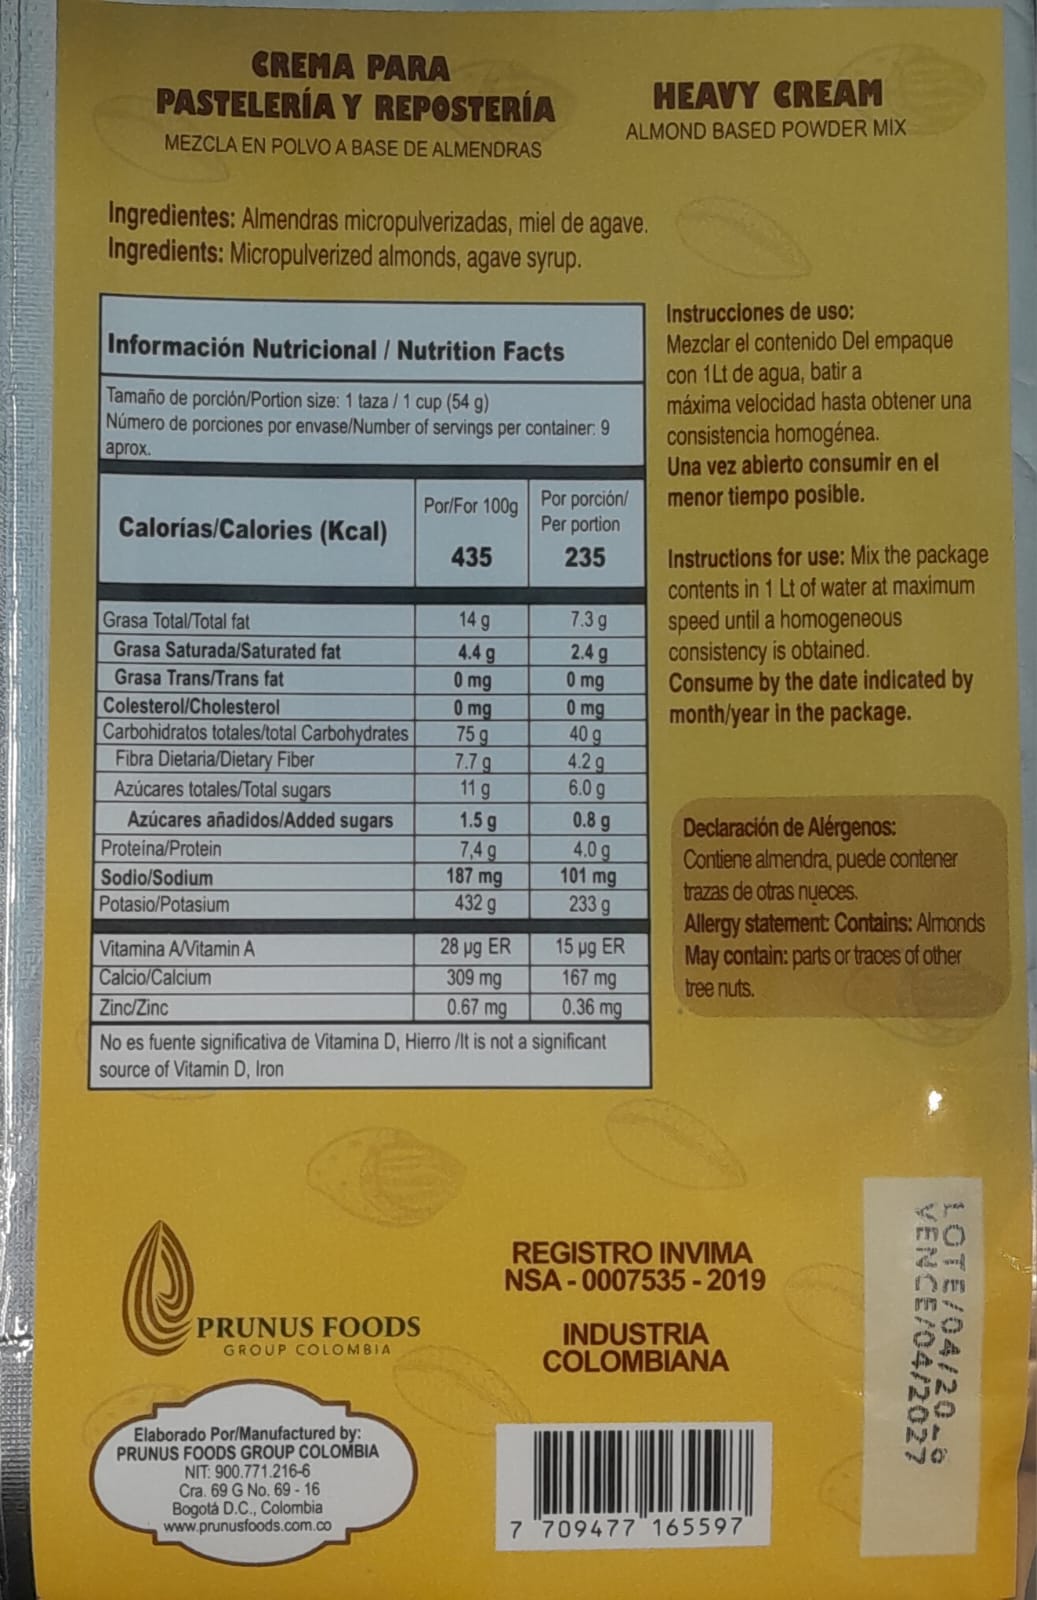 CREMA PARA
PASTELERÍA Y REPOSTERÍA
MEZCLA EN POLVO A BASE DE ALMENDRAS
HEAVY CREAM
ALMOND BASED POWDER MIX
Ingredientes: Almendras micropulverizadas, miel de agave.
Ingredients: Micropulverized almonds, agave syrup.
Información Nutricional / Nutrition Facts
Tamaño de porción/Portion size: 1 taza / 1 cup (54 g)
Número de porciones por envase/Number of servings per container: 9
aprox.
Calorías/Calories (Kcal)
Por/For 100g
435
Por porción/
Per portion
235
Grasa Total/Total fat 14 g 7.3 g
Grasa Saturada/Saturated fat 4.4 g 2.4 g
Grasa Trans/Trans fat 0 mg 0 mg
Colesterol/Cholesterol 0 mg 0 mg
Carbohidratos totales/total Carbohydrates 75 g 40 g
Fibra Dietaria/Dietary Fiber 7.7 g 4.2 g
Azúcares totales/Total sugars 11 g 6.0 g
Azúcares añadidos/Added sugars 1.5 g 0.8 g
Proteína/Protein 7,4 g 4.0 g
Sodio/Sodium 187 mg 101 mg
Potasio/Potasium 432 g 233 g
Vitamina A/Vitamin A 28 µg ER 15 µg ER
Calcio/Calcium 309 mg 167 mg
Zinc/Zinc 0.67 mg 0.36 mg
No es fuente significativa de Vitamina D, Hierro /It is not a significant
source of Vitamin D, Iron
Instrucciones de uso:
Mezclar el contenido Del empaque
con 1Lt de agua, batir a
máxima velocidad hasta obtener una
consistencia homogénea.
Una vez abierto consumir en el
menor tiempo posible.
Instructions for use: Mix the package
contents in 1 Lt of water at maximum
speed until a homogeneous
consistency is obtained.
Consume by the date indicated by
month/year in the package.
Declaración de Alérgenos:
Contiene almendra, puede contener
trazas de otras nueces.
Allergy statement: Contains: Almonds
May contain: parts or traces of other
tree nuts.
PRUNUS FOODS
GROUP COLOMBIA
Elaborado Por/Manufactured by:
PRUNUS FOODS GROUP COLOMBIA
NIT: 900.771.216-6
Cra. 69 G No. 69 - 16
Bogotá D.C., Colombia
www.prunusfoods.com.co
REGISTRO INVIMA
NSA - 0007535 - 2019
INDUSTRIA
COLOMBIANA
7 709477 165597
VENCE/04/2027